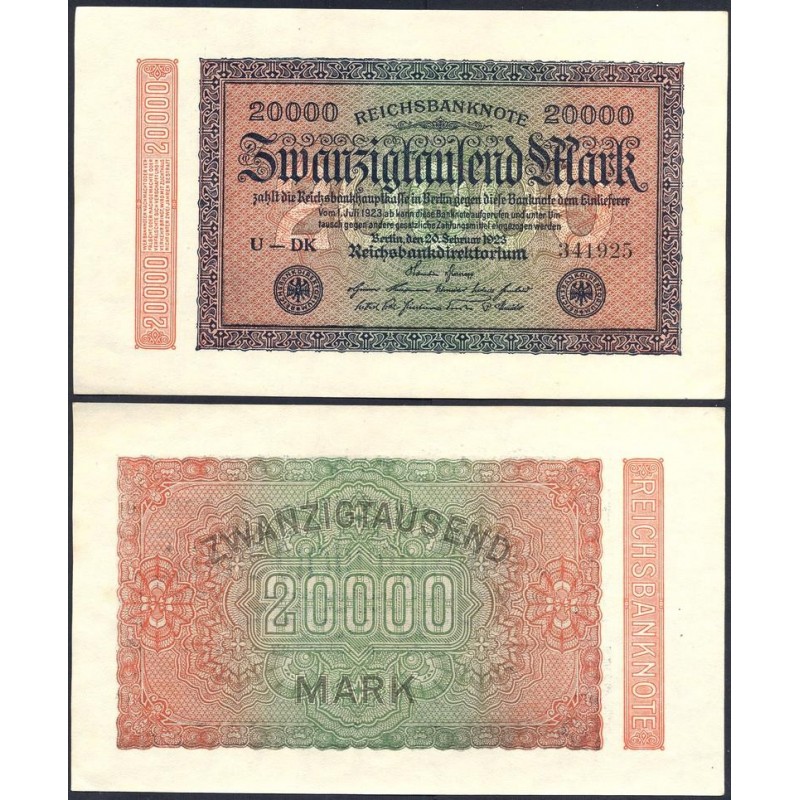 20000
20000 REICHSBANKNOTE 20000
Zwanzigtausend Mark
zahlt die Reichsbankhauptkasse in Berlin gegen diese Banknote dem Einlieferer
Vom 1. Juli 1923 ab kann diese Banknote aufgerufen und unter Um-
tausch gegen andere gesetzliche Zahlungsmittel eingezogen werden
Berlin, den 20. Februar 1923
U — DK Reichsbankdirektorium 341925
20000
ZWANZIGTAUSEND
20000
MARK
REICHSBANKNOTE